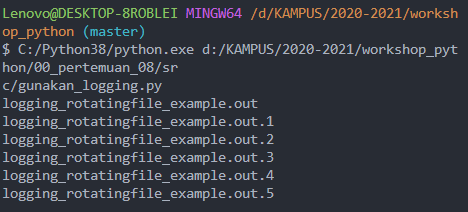 Lenovo@DESKTOP-8ROBLEI MINGW64 /d/KAMPUS/2020-2021/worksh
op_python (master)
$ C:/Python38/python.exe d:/KAMPUS/2020-2021/workshop_pyt
hon/00_pertemuan_08/sr
c/gunakan_logging.py
logging_rotatingfile_example.out
logging_rotatingfile_example.out.1
logging_rotatingfile_example.out.2
logging_rotatingfile_example.out.3
logging_rotatingfile_example.out.4
logging_rotatingfile_example.out.5